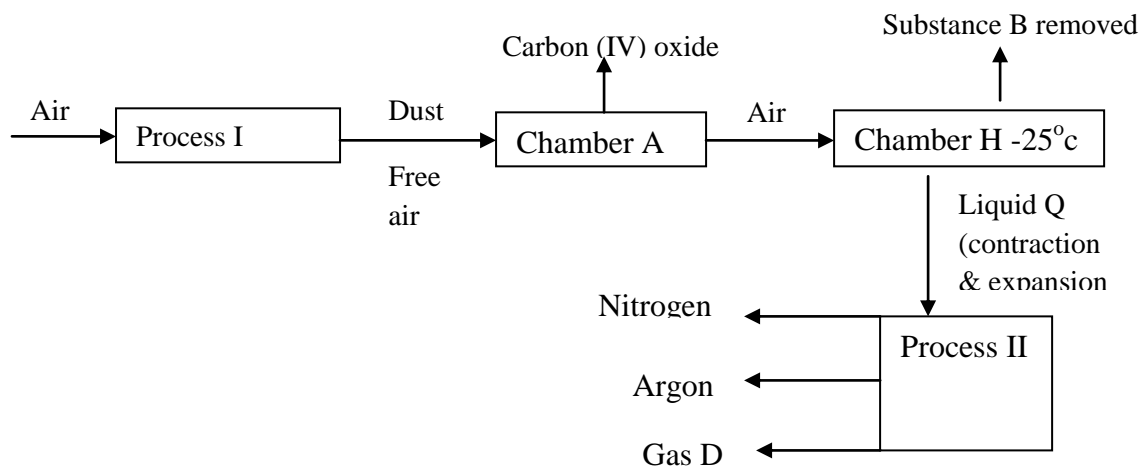 Substance B removed
Carbon (IV) oxide
Air
Process I
Dust
Free
air
Chamber A
Air
Chamber H -25°c
Liquid Q
(contraction
& expansion
Nitrogen
Argon
Gas D
Process II